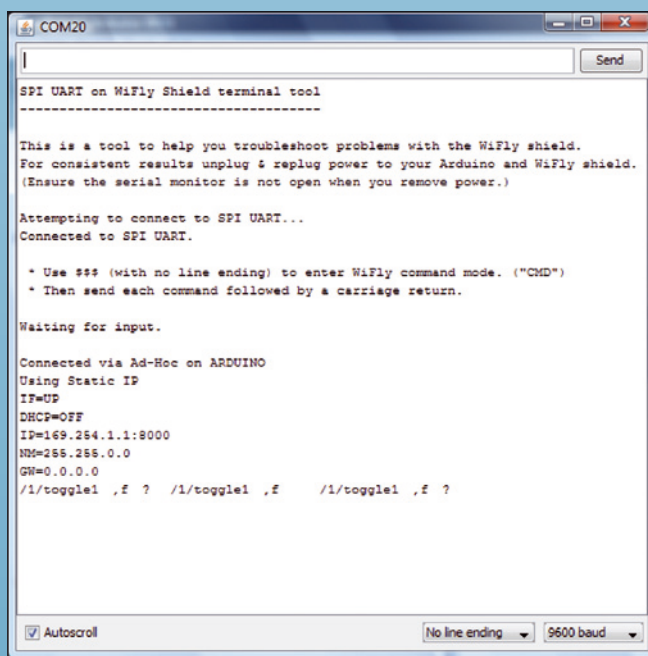 COM20
Send
SPI UART on WiFly Shield terminal tool
--------------------------------------
This is a tool to help you troubleshoot problems with the WiFly shield.
For consistent results unplug & replug power to your Arduino and WiFly shield.
(Ensure the serial monitor is not open when you remove power.)
Attempting to connect to SPI UART...
Connected to SPI UART.
* Use $$$ (with no line ending) to enter WiFly command mode. ("CMD")
* Then send each command followed by a carriage return.
Waiting for input.
Connected via Ad-Hoc on ARDUINO
Using Static IP
IF=UP
DHCP=OFF
IP=169.254.1.1:8000
NM=255.255.0.0
GW=0.0.0.0
/1/toggle1 ,f ? /1/toggle1 ,f /1/toggle1 ,f ?
Autoscroll No line ending 9600 baud